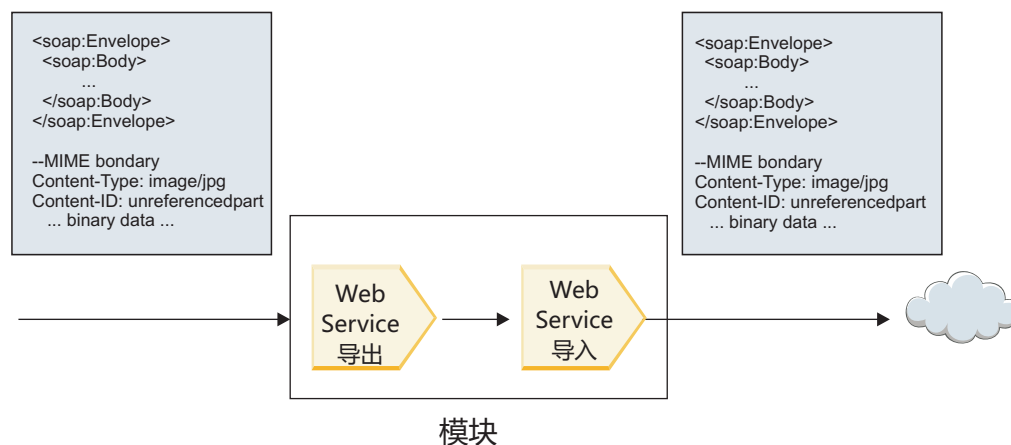 <soap:Envelope>
<soap:Body>
...
</soap:Body>
</soap:Envelope>
--MIME bondary
Content-Type: image/jpg
Content-ID: unreferencedpart
... binary data ...
<soap:Envelope>
<soap:Body>
...
</soap:Body>
</soap:Envelope>
--MIME bondary
Content-Type: image/jpg
Content-ID: unreferencedpart
... binary data ...
Web
Service
导出
Web
Service
导入
模块